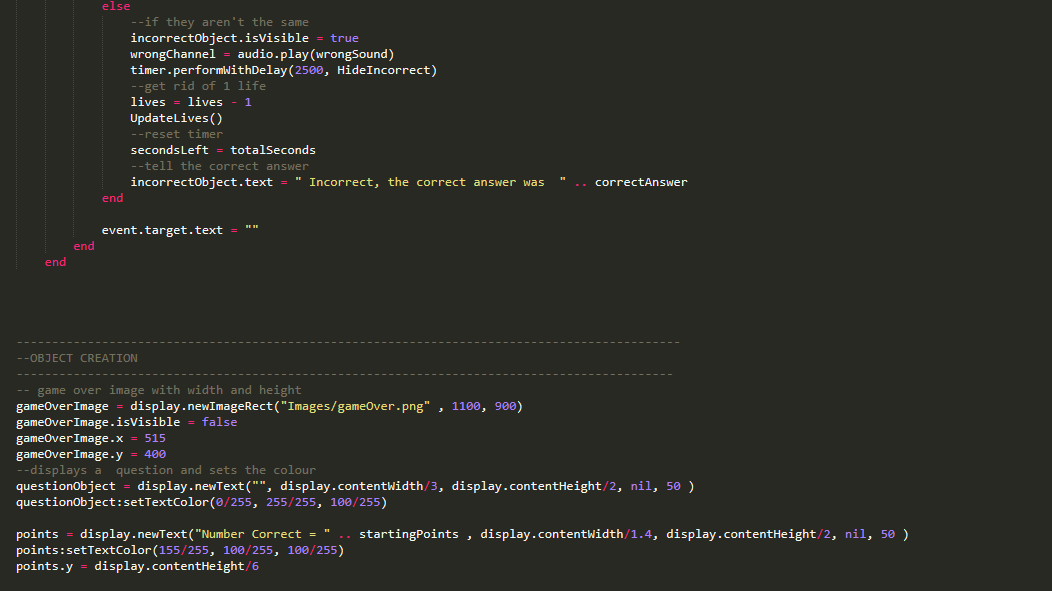 else
--if they aren't the same
incorrectObject.isVisible = true
wrongChannel = audio.play(wrongSound)
timer.performWithDelay(2500, HideIncorrect)
--get rid of 1 life
lives = lives - 1
UpdateLives()
--reset timer
secondsLeft = totalSeconds
--tell the correct answer
incorrectObject.text = " Incorrect, the correct answer was  " .. correctAnswer
end
event.target.text = ""
end
end
---------------------------------------------------------------------------------------------
--OBJECT CREATION
--------------------------------------------------------------------------------------------
-- game over image with width and height
gameOverImage = display.newImageRect("Images/gameOver.png" , 1100, 900)
gameOverImage.isVisible = false
gameOverImage.x = 515
gameOverImage.y = 400
--displays a  question and sets the colour
questionObject = display.newText("", display.contentWidth/3, display.contentHeight/2, nil, 50 )
questionObject:setTextColor(0/255, 255/255, 100/255)
points = display.newText("Number Correct = " .. startingPoints , display.contentWidth/1.4, display.contentHeight/2, nil, 50 )
points:setTextColor(155/255, 100/255, 100/255)
points.y = display.contentHeight/6